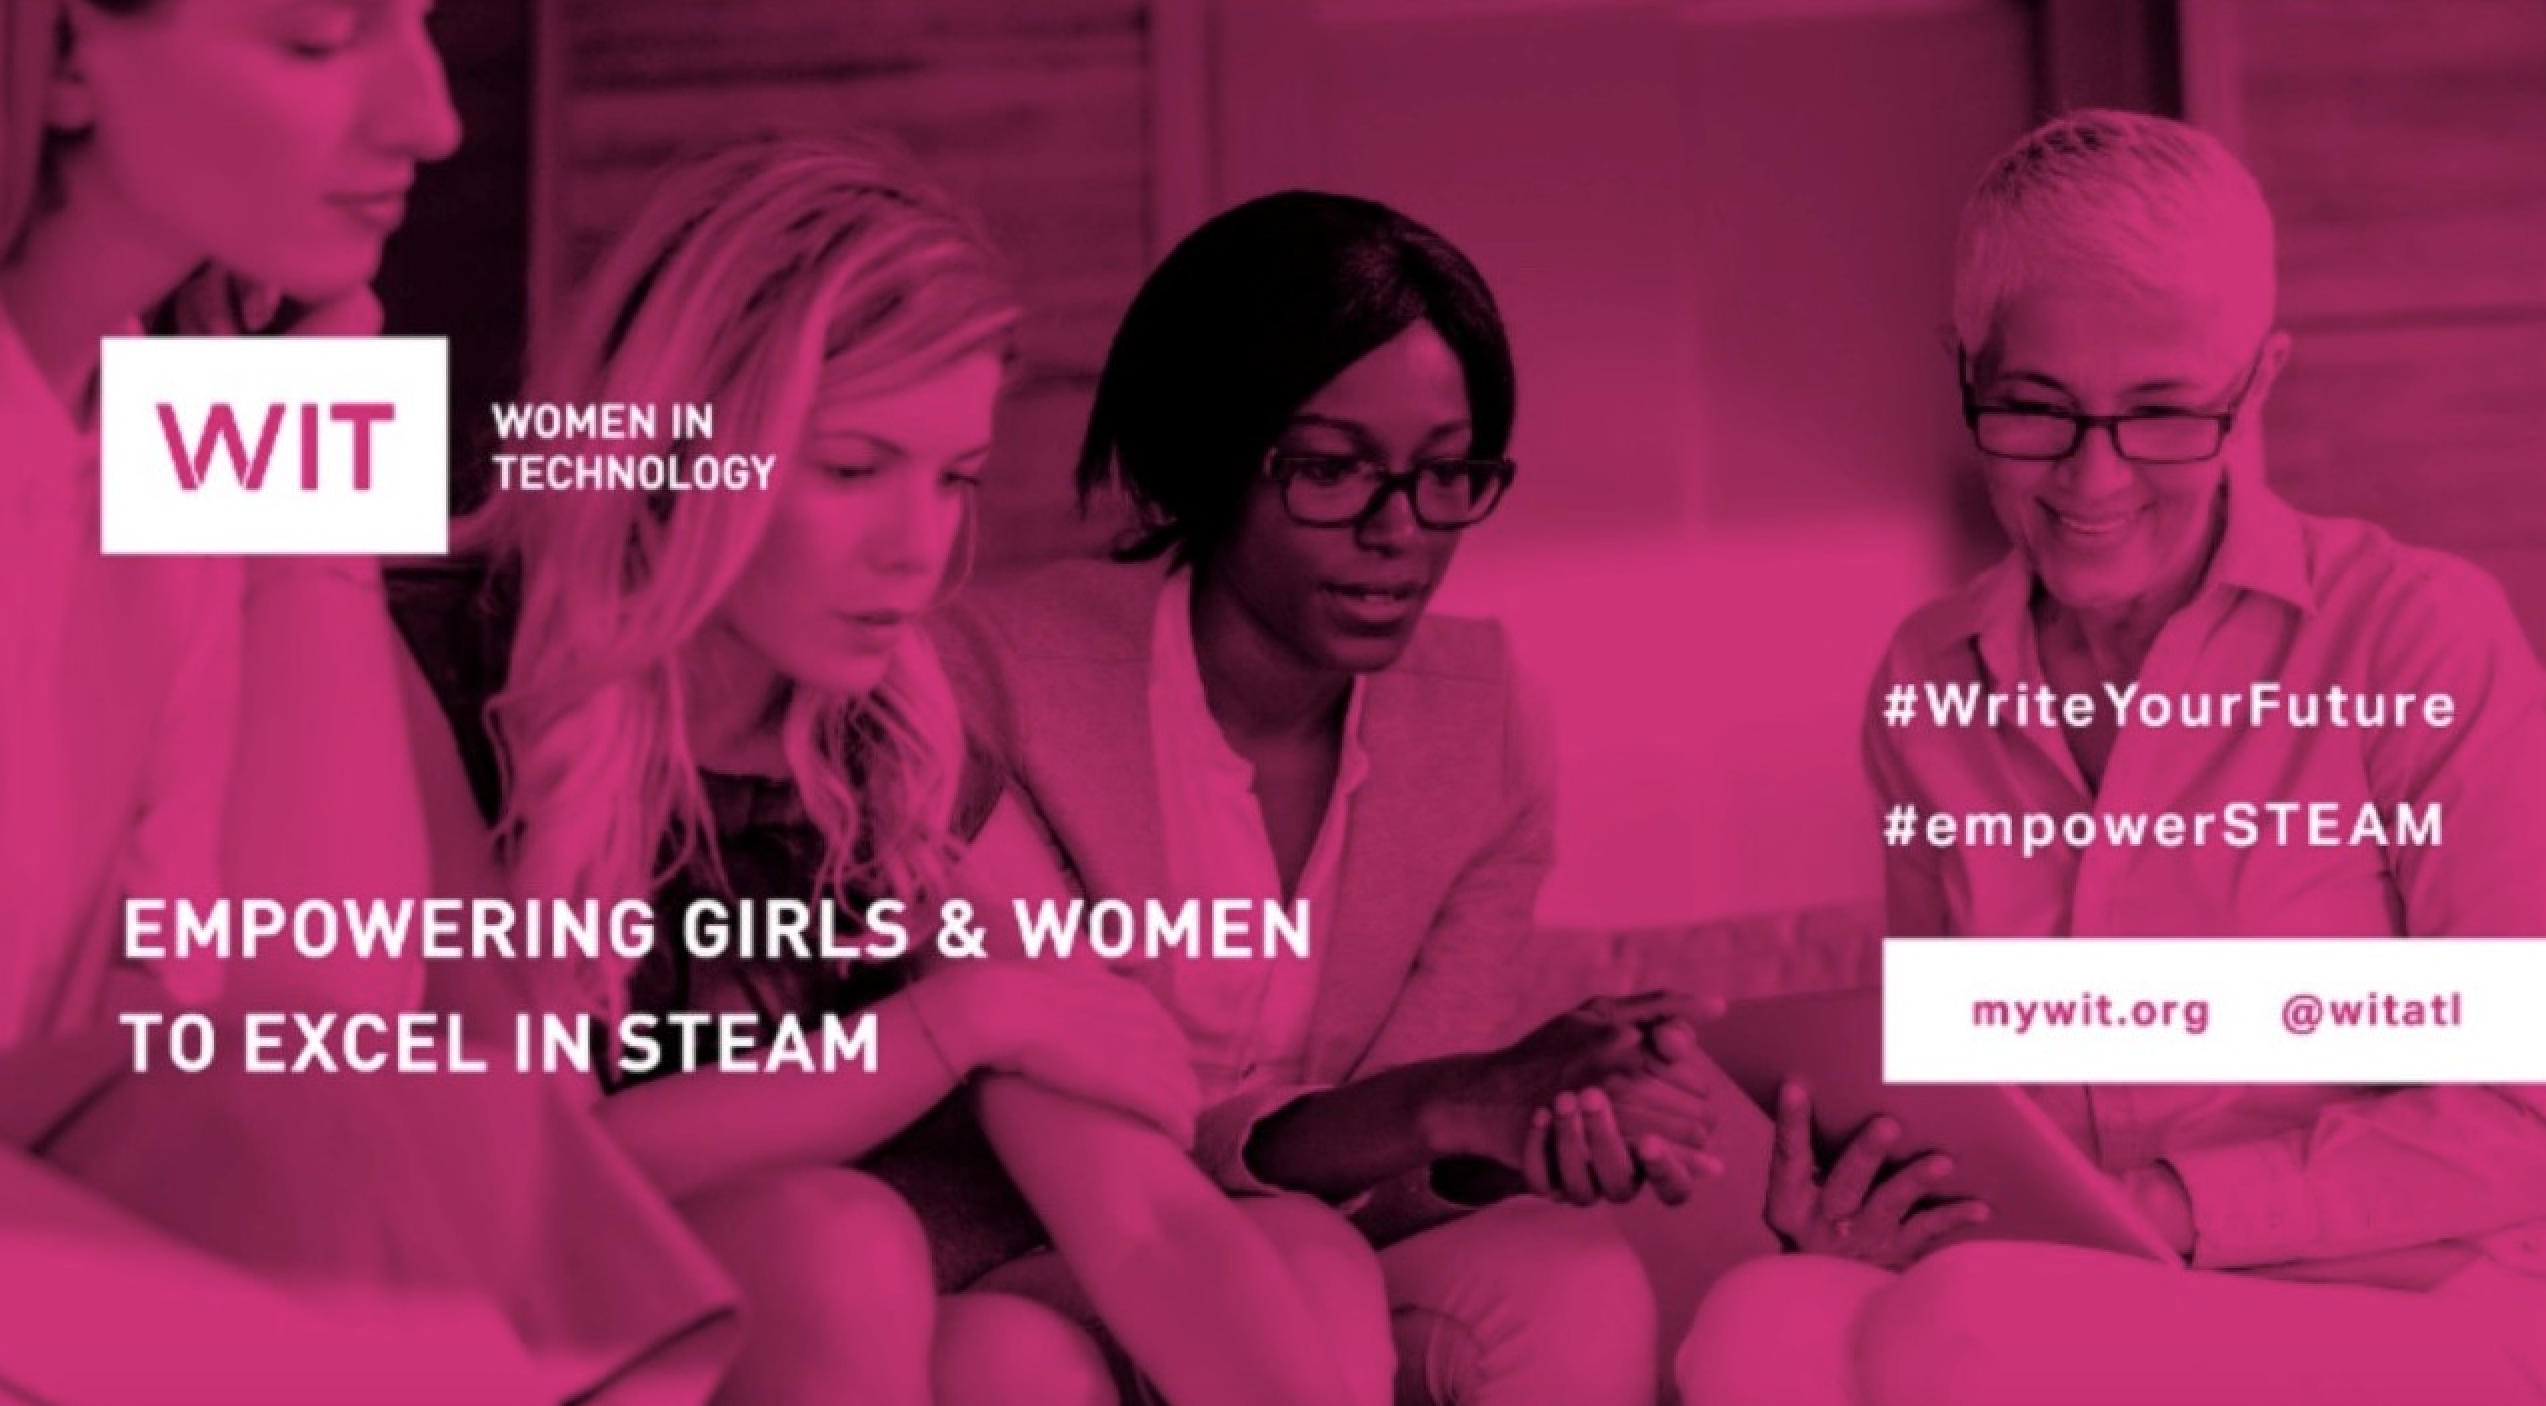 WIT
WOMEN IN
TECHNOLOGY
#WriteYourFuture
#empowerSTEAM
EMPOWERING GIRLS & WOMEN
TO EXCEL IN STEAM
mywit.org @witatl